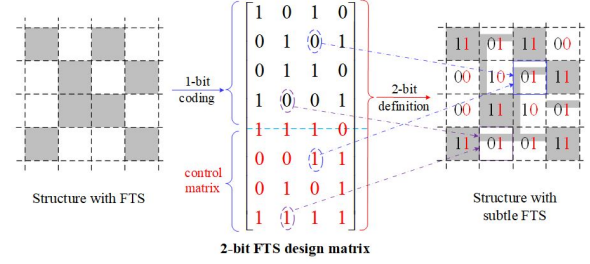 1-bit
coding
control
matrix
1 0 1 0
0 1 0 1
0 1 1 0
1 0 0 1
1 1 1 0
0 0 1 1
0 1 0 1
1 1 1 1
2-bit
definition
11 01 11 00
00 10 01 11
00 11 10 01
11 01 01 11
Structure with FTS
Structure with
subtle FTS
2-bit FTS design matrix